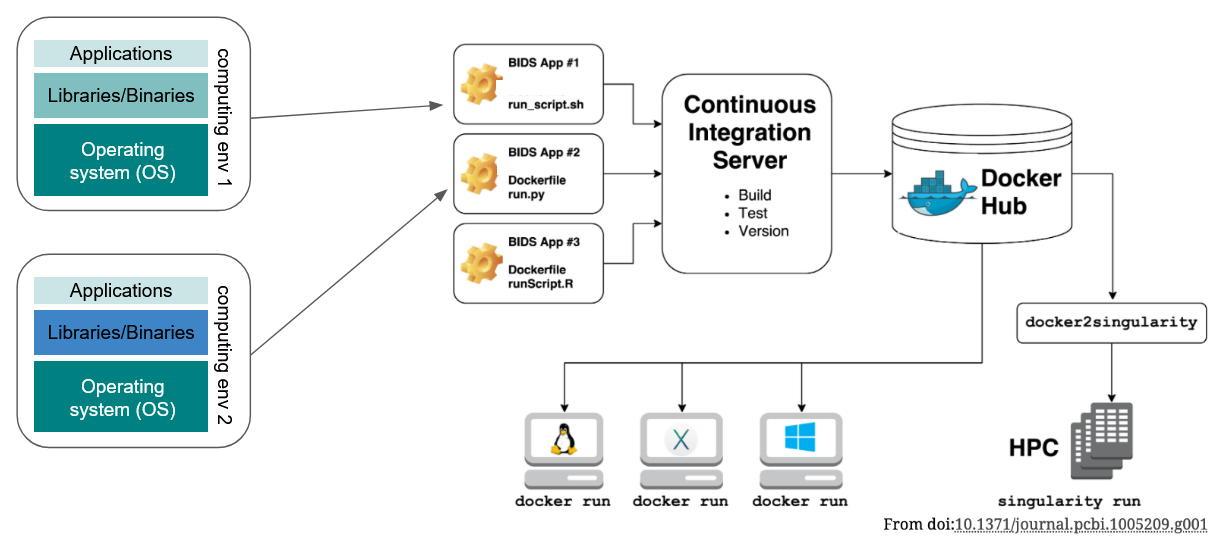 Applications
Libraries/Binaries
Operating
system (OS)
computing env 1
Applications
Libraries/Binaries
Operating
system (OS)
computing env 2
BIDS App #1
run_script.sh
BIDS App #2
Dockerfile
run.py
BIDS App #3
Dockerfile
runScript.R
Continuous
Integration
Server
• Build
• Test
• Version
Docker
Hub
docker2singularity
X
docker run
docker run
docker run
HPC
singularity run
From doi:10.1371/journal.pcbi.1005209.g001